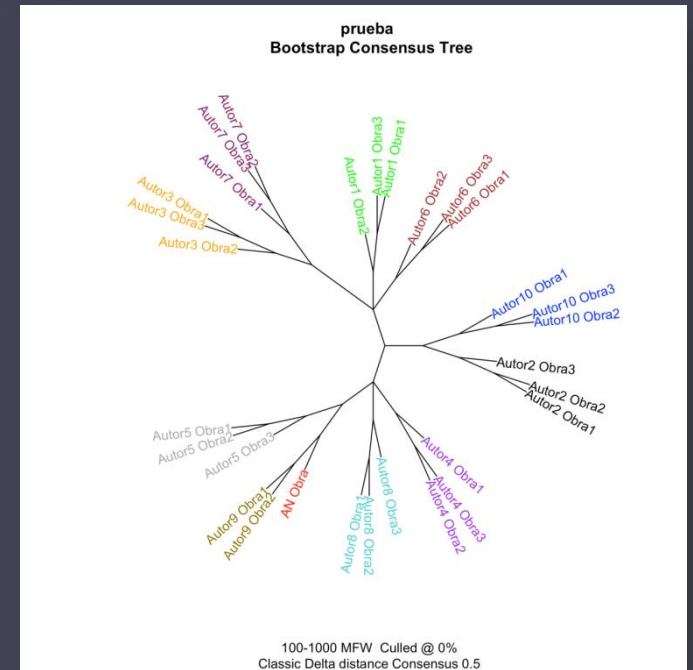 prueba
Bootstrap Consensus Tree
Autor7 Obra2
Autor7 Obra3
Autor7 Obra1
Autor3 Obra1
Autor3 Obra3
Autor3 Obra2
Autor1 Obra2
Autor1 Obra3
Autor1 Obra1
Autor6 Obra2
Autor6 Obra3
Autor6 Obra1
Autor10 Obra1
Autor10 Obra3
Autor10 Obra2
Autor2 Obra3
Autor2 Obra2
Autor2 Obra1
Autor5 Obra1
Autor5 Obra2
Autor5 Obra3
Autor9 Obra1
Autor9 Obra2
AN Obra
Autor8 Obra1
Autor8 Obra2
Autor8 Obra3
Autor4 Obra1
Autor4 Obra3
Autor4 Obra2
100-1000 MFW Culled @ 0%
Classic Delta distance Consensus 0.5